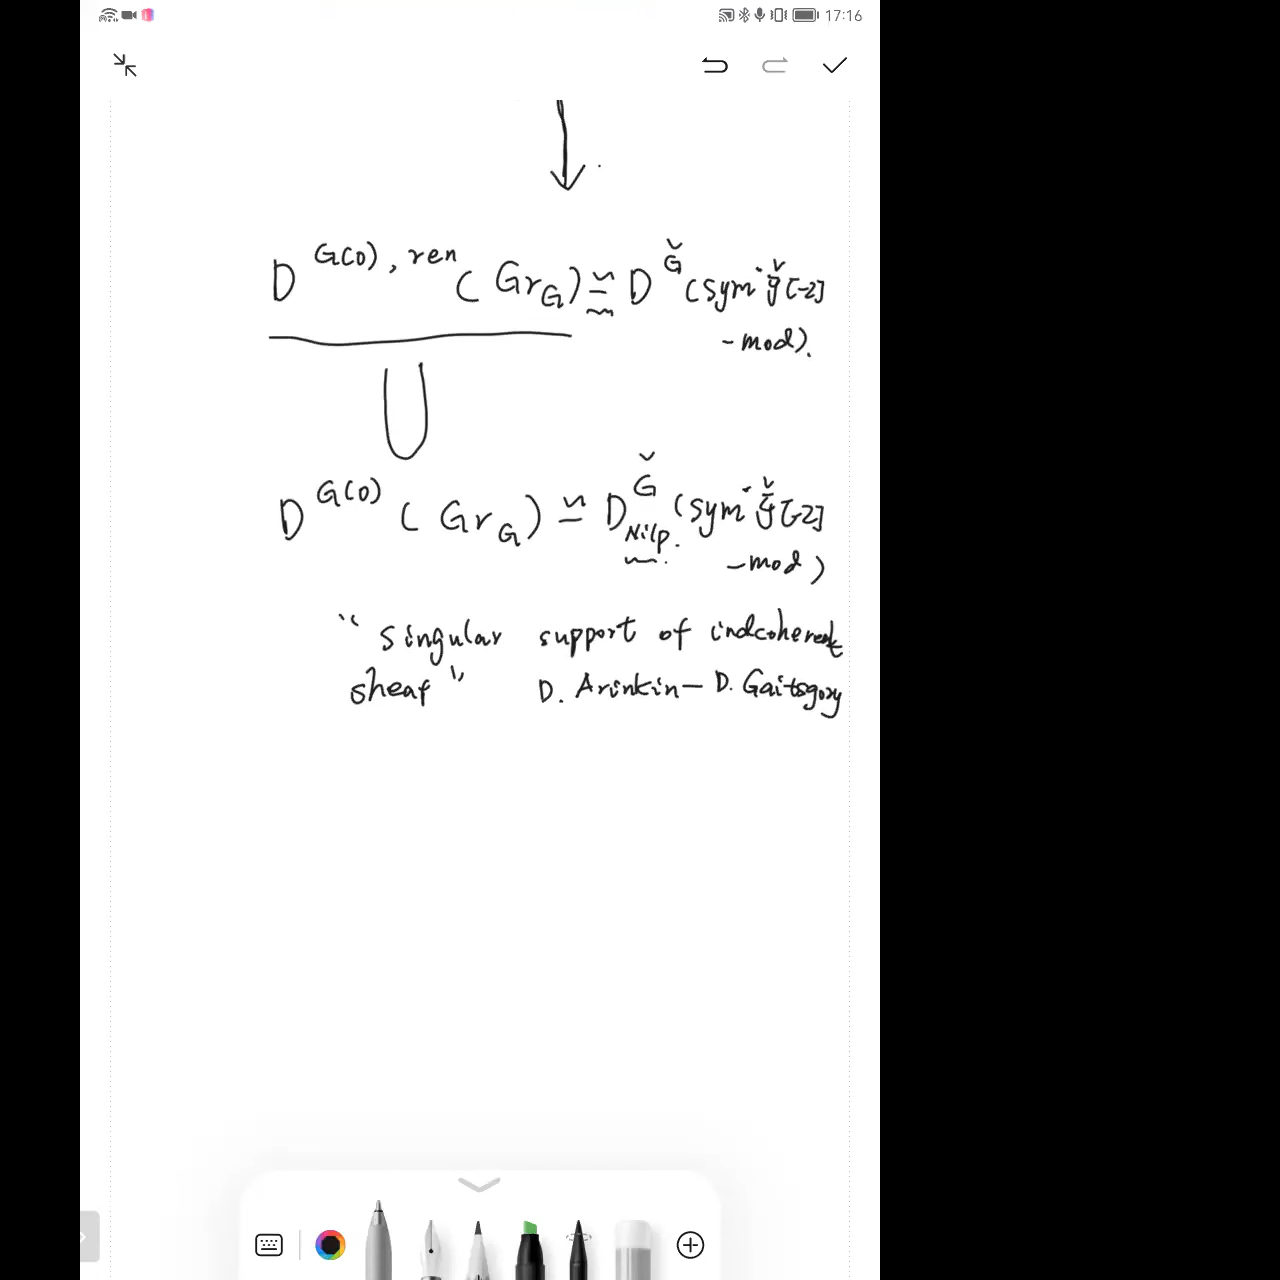 17:16
D^{G(O), ren} (Gr_G) ≃ D^{Ǧ} (Sym^• ǧ[-2]
-mod).
∪
D^{G(O)} (Gr_G) ≃ D^{Ǧ}_{Nilp.} (Sym^• ǧ[-2]
-mod)
"singular support of indcoherent
sheaf" D. Arinkin - D. Gaitsgory